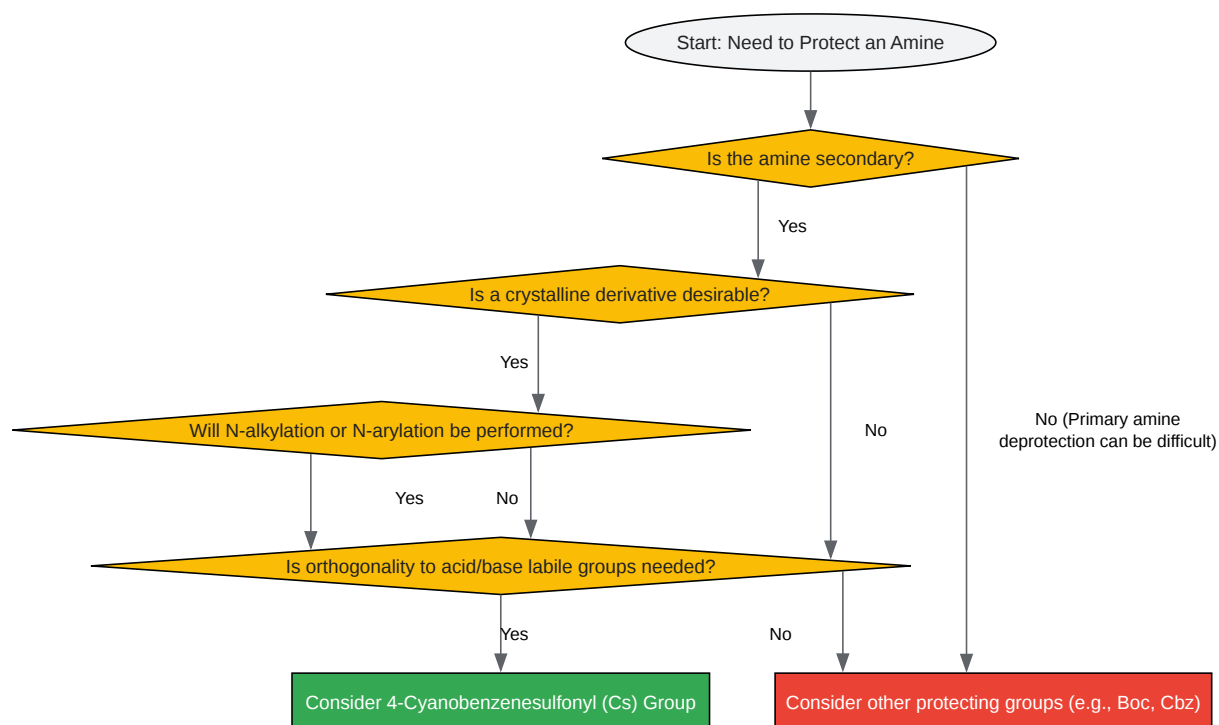 Start: Need to Protect an Amine
Is the amine secondary?
Yes
Is a crystalline derivative desirable?
Yes
Will N-alkylation or N-arylation be performed?
No
No (Primary amine
deprotection can be difficult)
Yes
No
Is orthogonality to acid/base labile groups needed?
Yes
No
Consider 4-Cyanobenzenesulfonyl (Cs) Group
Consider other protecting groups (e.g., Boc, Cbz)